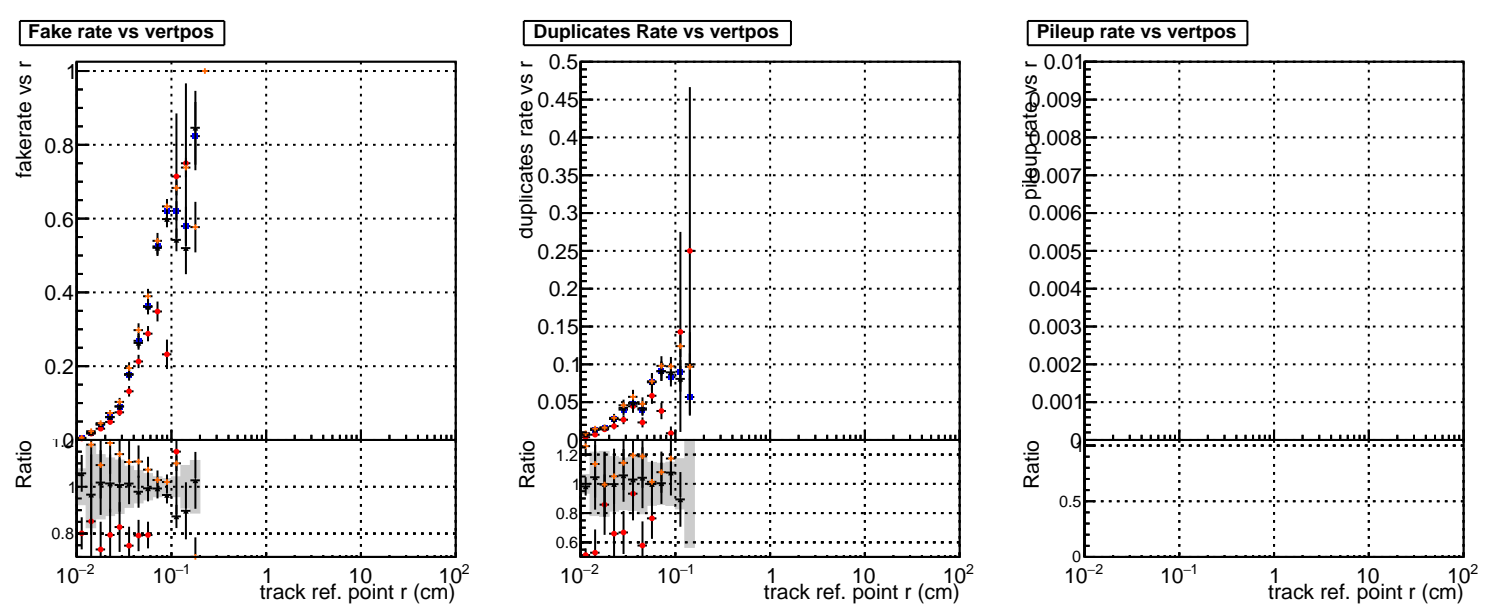 Fake rate vs vertpos
fakerate vs r
1
0.8
0.6
0.4
0.2
0
Ratio
1
0.8
10⁻² 10⁻¹ 1 10 10²
track ref. point r (cm)
Duplicates Rate vs vertpos
duplicates rate vs r
0.5
0.45
0.4
0.35
0.3
0.25
0.2
0.15
0.1
0.05
0
Ratio
1.2
1
0.8
0.6
10⁻² 10⁻¹ 1 10 10²
track ref. point r (cm)
Pileup rate vs vertpos
pileup rate vs r
0.01
0.009
0.008
0.007
0.006
0.005
0.004
0.003
0.002
0.001
0
Ratio
1
0.5
0
10⁻² 10⁻¹ 1 10 10²
track ref. point r (cm)